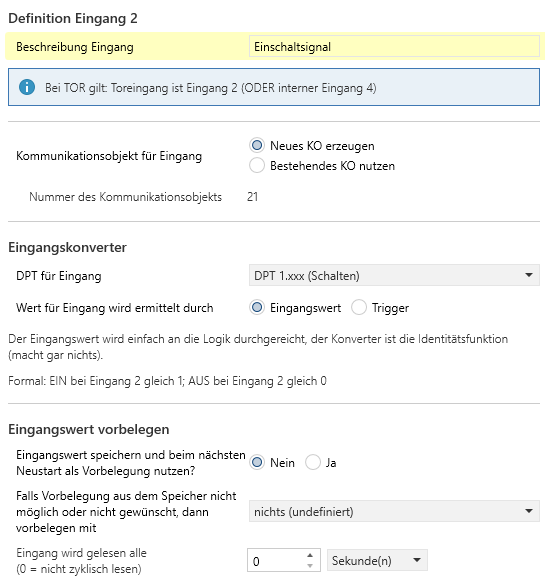 Definition Eingang 2
Beschreibung Eingang Einschaltsignal
Bei TOR gilt: Toreingang ist Eingang 2 (ODER interner Eingang 4)
Kommunikationsobjekt für Eingang Neues KO erzeugen
Bestehendes KO nutzen
Nummer des Kommunikationsobjekts 21
Eingangskonverter
DPT für Eingang DPT 1.xxx (Schalten)
Wert für Eingang wird ermittelt durch Eingangswert Trigger
Der Eingangswert wird einfach an die Logik durchgereicht, der Konverter ist die Identitätsfunktion
(macht gar nichts).
Formal: EIN bei Eingang 2 gleich 1; AUS bei Eingang 2 gleich 0
Eingangswert vorbelegen
Eingangswert speichern und beim nächsten
Neustart als Vorbelegung nutzen? Nein Ja
Falls Vorbelegung aus dem Speicher nicht
möglich oder nicht gewünscht, dann
vorbelegen mit nichts (undefiniert)
Eingang wird gelesen alle
(0 = nicht zyklisch lesen) 0 Sekunde(n)